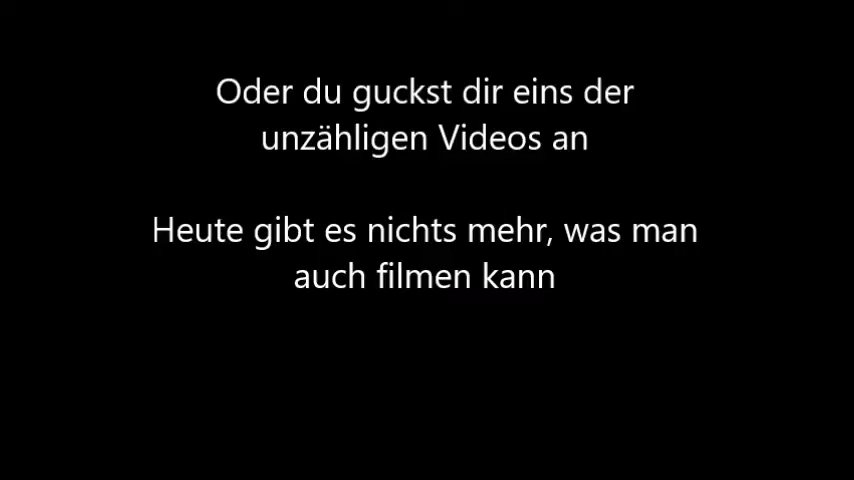 Oder du guckst dir eins der
unzähligen Videos an
Heute gibt es nichts mehr, was man
auch filmen kann